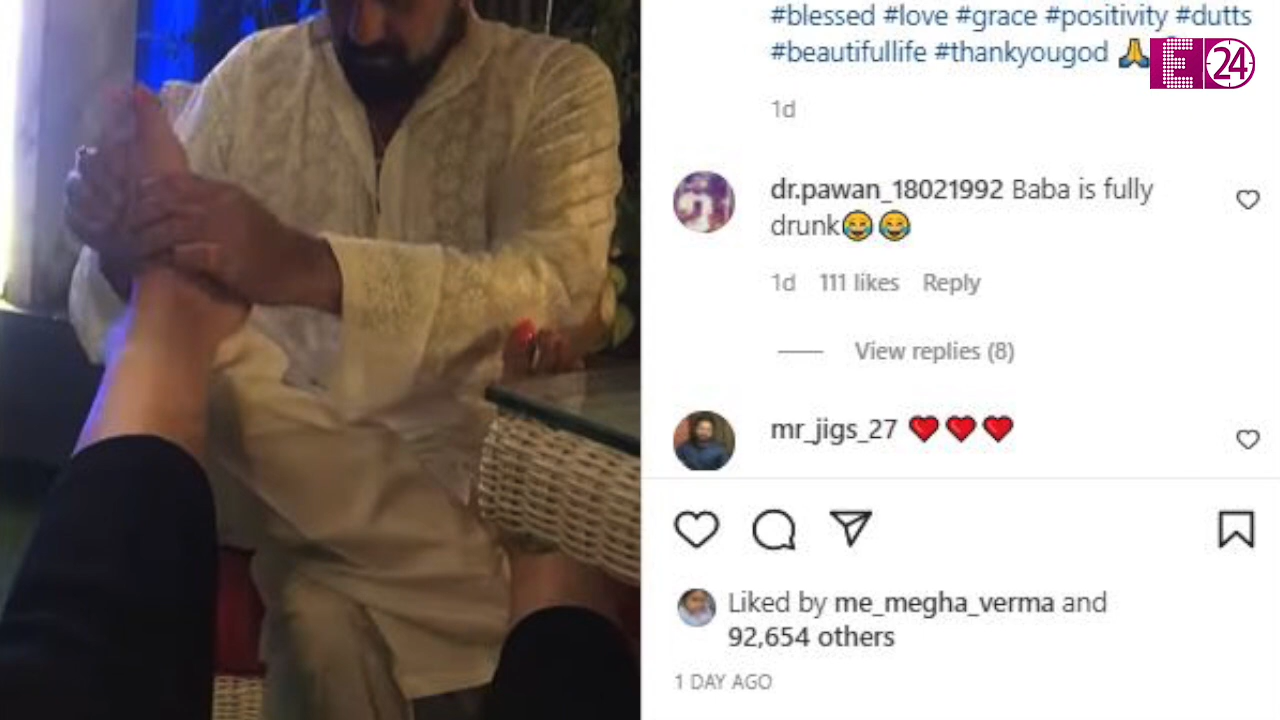 #blessed #love #grace #positivity #dutts
#beautifullife #thankyougod 🙏
E 24
1d
dr.pawan_18021992 Baba is fully
drunk😂😂
1d 111 likes Reply
View replies (8)
mr_jigs_27 ❤️❤️❤️
Liked by me_megha_verma and
92,654 others
1 DAY AGO